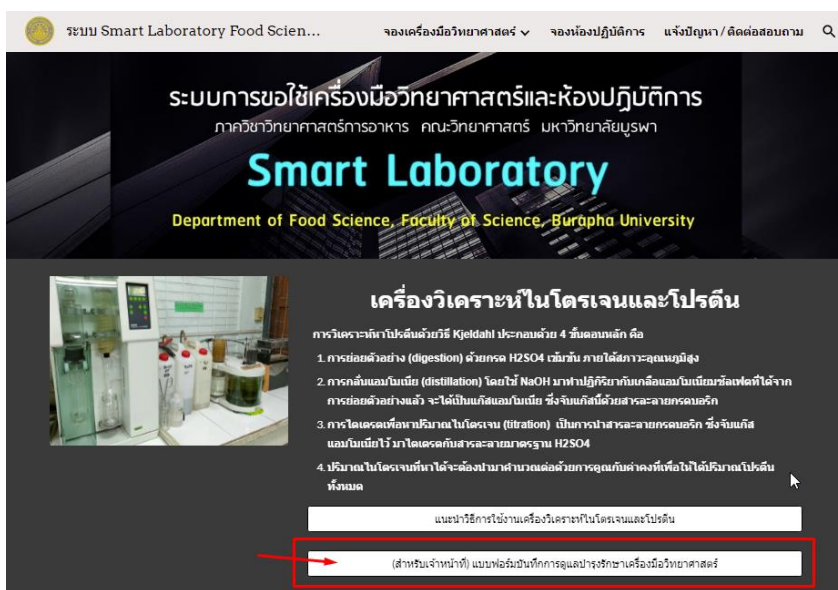 ระบบ Smart Laboratory Food Scien...
จองเครื่องมือวิทยาศาสตร์
จองห้องปฏิบัติการ
แจ้งปัญหา / ติดต่อสอบถาม
ระบบการขอใช้เครื่องมือวิทยาศาสตร์และห้องปฏิบัติการ
ภาควิชาวิทยาศาสตร์การอาหาร คณะวิทยาศาสตร์ มหาวิทยาลัยบูรพา
Smart Laboratory
Department of Food Science, Faculty of Science, Burapha University
เครื่องวิเคราะห์ไนโตรเจนและโปรตีน
การวิเคราะห์หาโปรตีนด้วยวิธี Kjeldahl ประกอบด้วย 4 ขั้นตอนหลัก คือ
1. การย่อยตัวอย่าง (digestion) ด้วยกรด H2SO4 เข้มข้น ภายใต้สภาวะอุณหภูมิสูง
2. การกลั่นแอมโมเนีย (distillation) โดยใช้ NaOH มาทำปฏิกิริยากับเกลือแอมโมเนียมซัลเฟตที่ได้จาก
การย่อยตัวอย่างแล้ว จะได้เป็นแก๊สแอมโมเนีย ซึ่งจับแก๊สนี้ด้วยสารละลายกรดบอริก
3. การไตเตรตเพื่อหาปริมาณไนโตรเจน (titration) เป็นการนำสารละลายกรดบอริก ซึ่งจับแก๊ส
แอมโมเนียไว้ มาไตเตรตกับสารละลายมาตรฐาน H2SO4
4. ปริมาณไนโตรเจนที่หาได้จะต้องนำมาคำนวณต่อด้วยการคูณกับค่าคงที่เพื่อให้ได้ปริมาณโปรตีน
ทั้งหมด
แนะนำวิธีการใช้งานเครื่องวิเคราะห์ไนโตรเจนและโปรตีน
(สำหรับเจ้าหน้าที่) แบบฟอร์มบันทึกการดูแลบำรุงรักษาเครื่องมือวิทยาศาสตร์